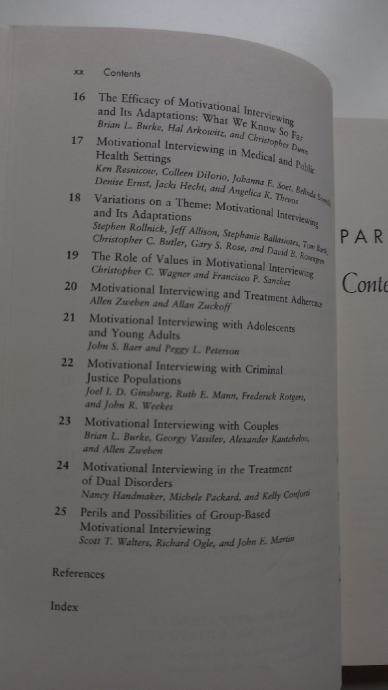 xx Contents
16 The Efficacy of Motivational Interviewing
and Its Adaptations: What We Know So Far
Brian L. Burke, Hal Arkowitz, and Christopher Dunn
17 Motivational Interviewing in Medical and Public
Health Settings
Ken Resnicow, Colleen DiIorio, Johanna E. Soet, Belinda
Denise Ernst, Jacki Hecht, and Angelica K. Thevos
18 Variations on a Theme: Motivational Interviewing
and Its Adaptations
Stephen Rollnick, Jeff Allison, Stephanie Ballasiotes, Tom Barth,
Christopher C. Butler, Gary S. Rose, and David B. Rosengren
19 The Role of Values in Motivational Interviewing
Christopher C. Wagner and Francisco P. Sanchez
20 Motivational Interviewing and Treatment Adherence
Allen Zweben and Allan Zuckoff
21 Motivational Interviewing with Adolescents
and Young Adults
John S. Baer and Peggy L. Peterson
22 Motivational Interviewing with Criminal
Justice Populations
Joel I. D. Ginsburg, Ruth E. Mann, Frederick Rotgers,
and John R. Weekes
23 Motivational Interviewing with Couples
Brian L. Burke, Georgy Vassilev, Alexander Kantchelov,
and Allen Zweben
24 Motivational Interviewing in the Treatment
of Dual Disorders
Nancy Handmaker, Michele Packard, and Kelly Conforti
25 Perils and Possibilities of Group-Based
Motivational Interviewing
Scott T. Walters, Richard Ogle, and John E. Martin
References
Index
PAR
Conte